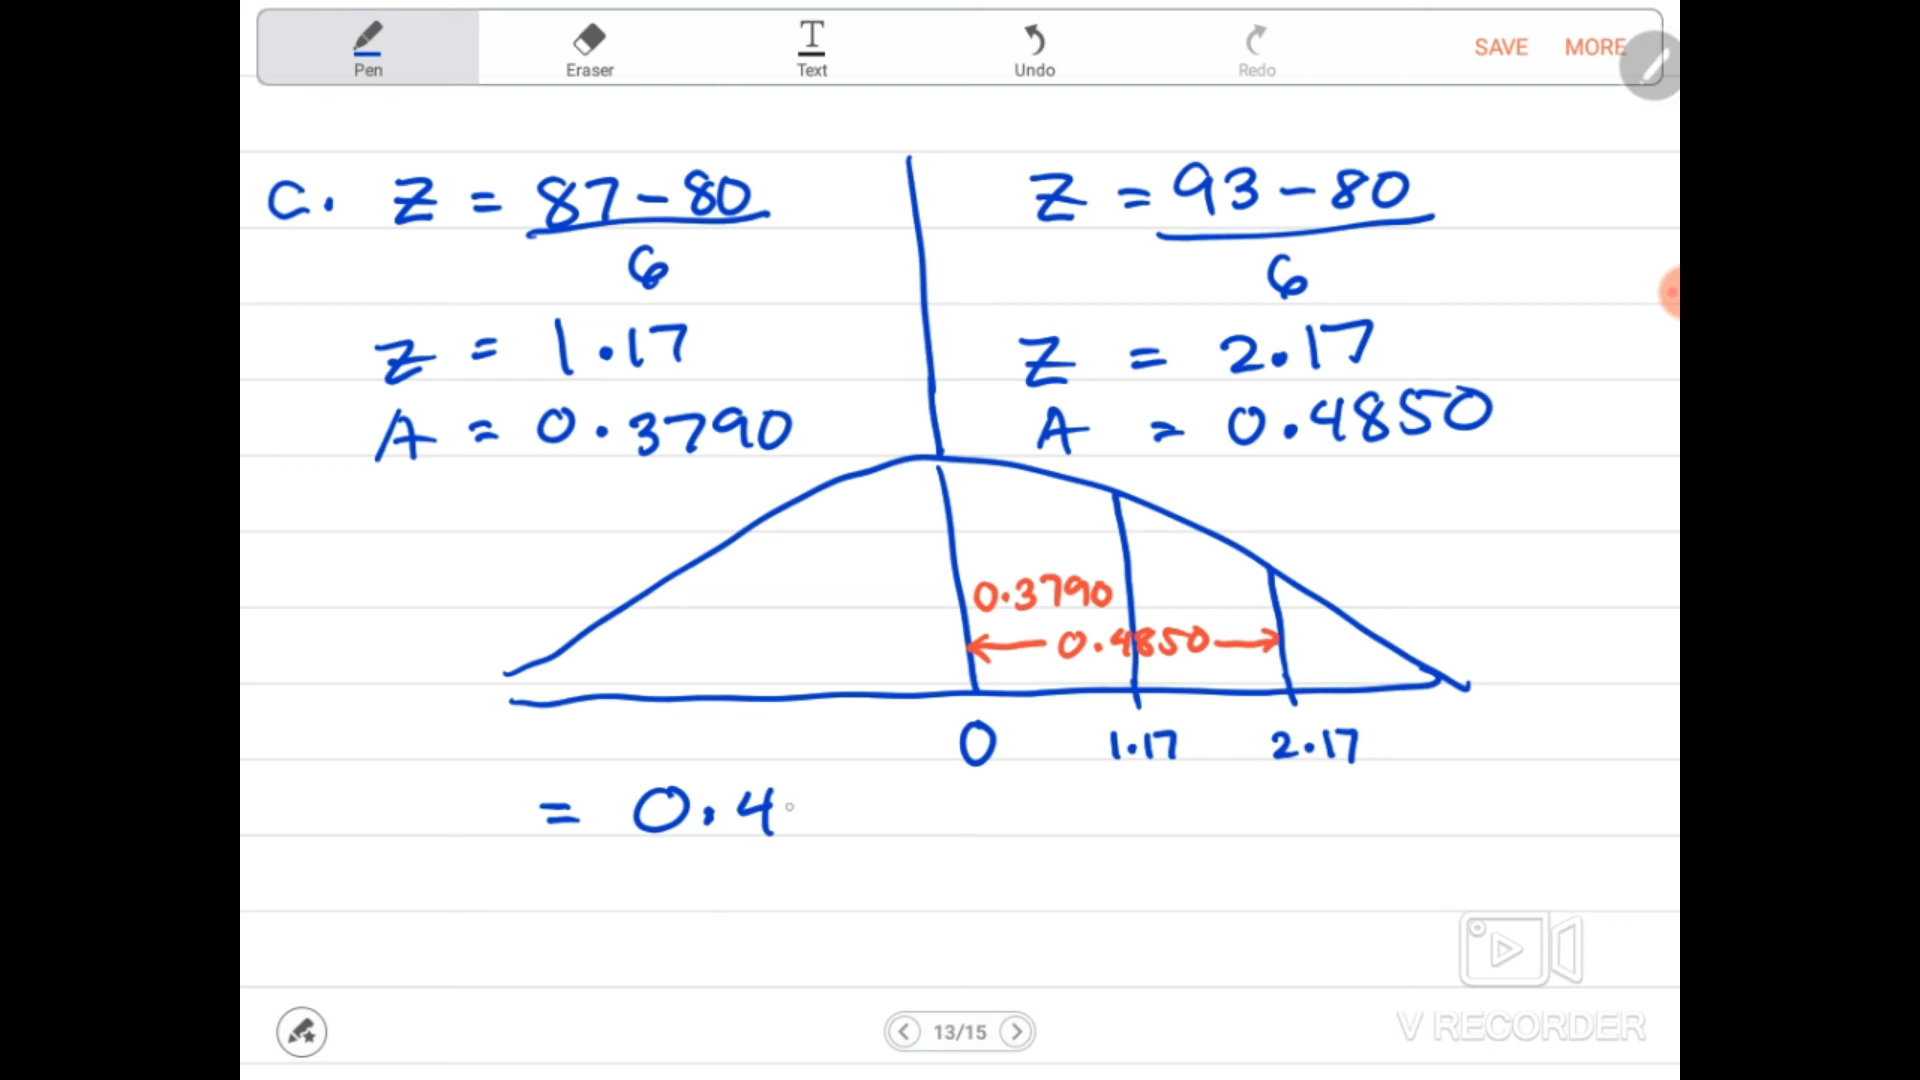 Pen Eraser Text Undo Redo SAVE MORE
C. Z = 87 - 80 / 6
Z = 1.17
A = 0.3790
Z = 93 - 80 / 6
Z = 2.17
A = 0.4850
0.3790
0.4850
0 1.17 2.17
= 0.4
13/15
V RECORDER